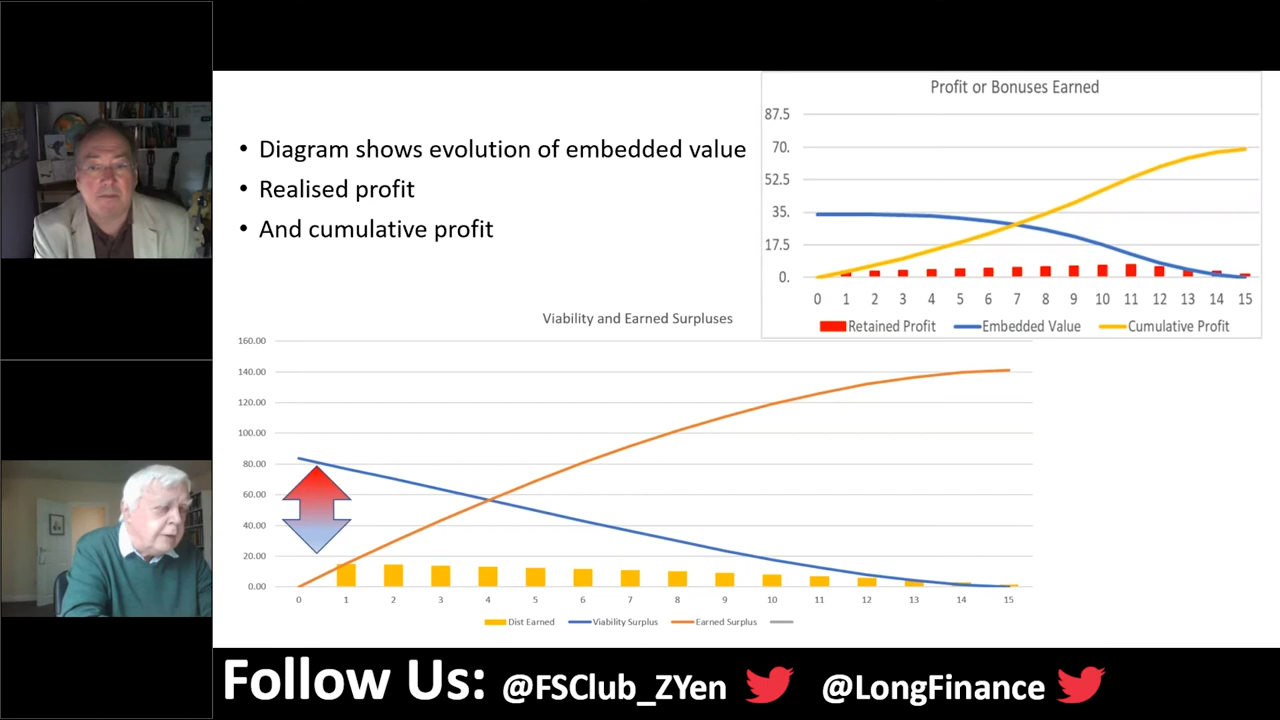 • Diagram shows evolution of embedded value
• Realised profit
• And cumulative profit
Profit or Bonuses Earned
87.5
70.
52.5
35.
17.5
0.
0 1 2 3 4 5 6 7 8 9 10 11 12 13 14 15
Retained Profit Embedded Value Cumulative Profit
Viability and Earned Surpluses
160.00
140.00
120.00
100.00
80.00
60.00
40.00
20.00
0.00
0 1 2 3 4 5 6 7 8 9 10 11 12 13 14 15
Dist Earned Viability Surplus Earned Surplus
Follow Us: @FSClub_ZYen @LongFinance